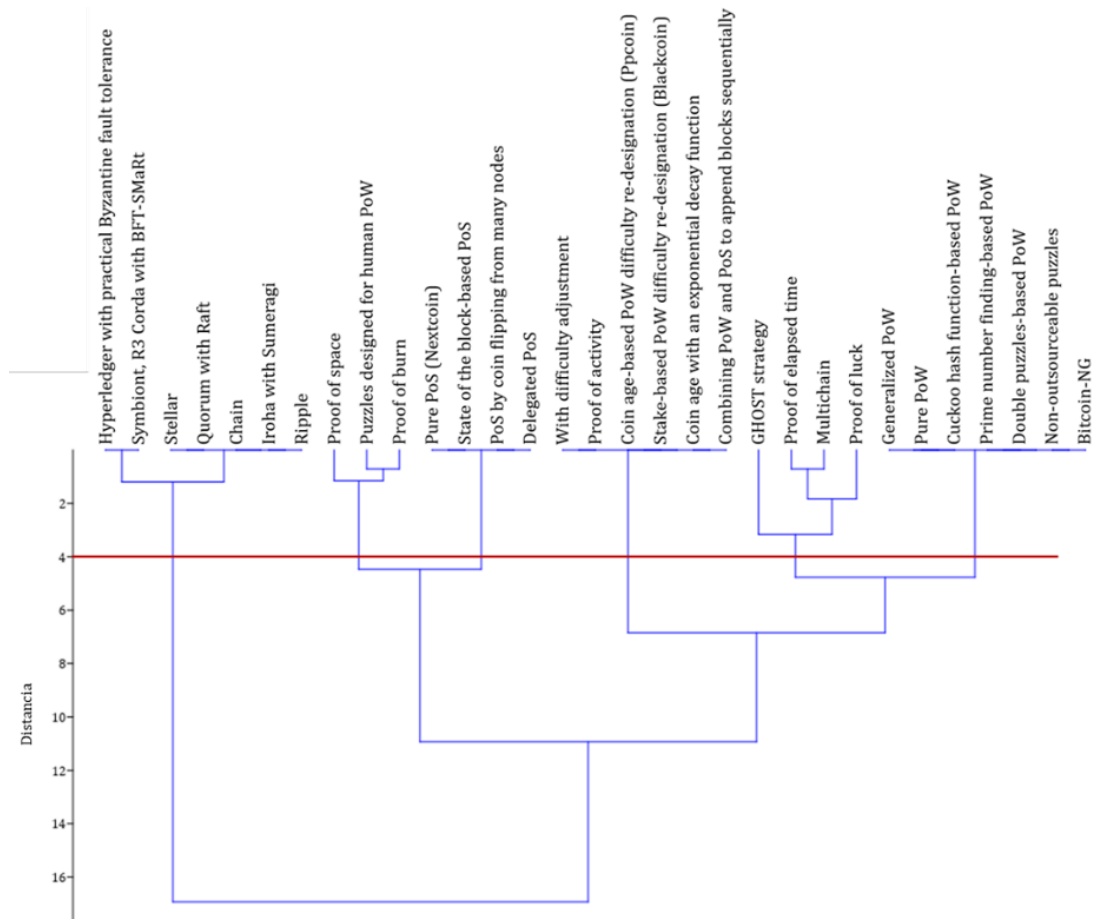 Hyperledger with practical Byzantine fault tolerance
Symbiont, R3 Corda with BFT-SMaRt
Stellar
Quorum with Raft
Chain
Iroha with Sumeragi
Ripple
Proof of space
Puzzles designed for human PoW
Proof of burn
Pure PoS (Nextcoin)
State of the block-based PoS
PoS by coin flipping from many nodes
Delegated PoS
With difficulty adjustment
Proof of activity
Coin age-based PoW difficulty re-designation (Ppcoin)
Stake-based PoW difficulty re-designation (Blackcoin)
Coin age with an exponential decay function
Combining PoW and PoS to append blocks sequentially
GHOST strategy
Proof of elapsed time
Multichain
Proof of luck
Generalized PoW
Pure PoW
Cuckoo hash function-based PoW
Prime number finding-based PoW
Double puzzles-based PoW
Non-outsourceable puzzles
Bitcoin-NG
2
4
6
8
10
12
14
16
Distancia